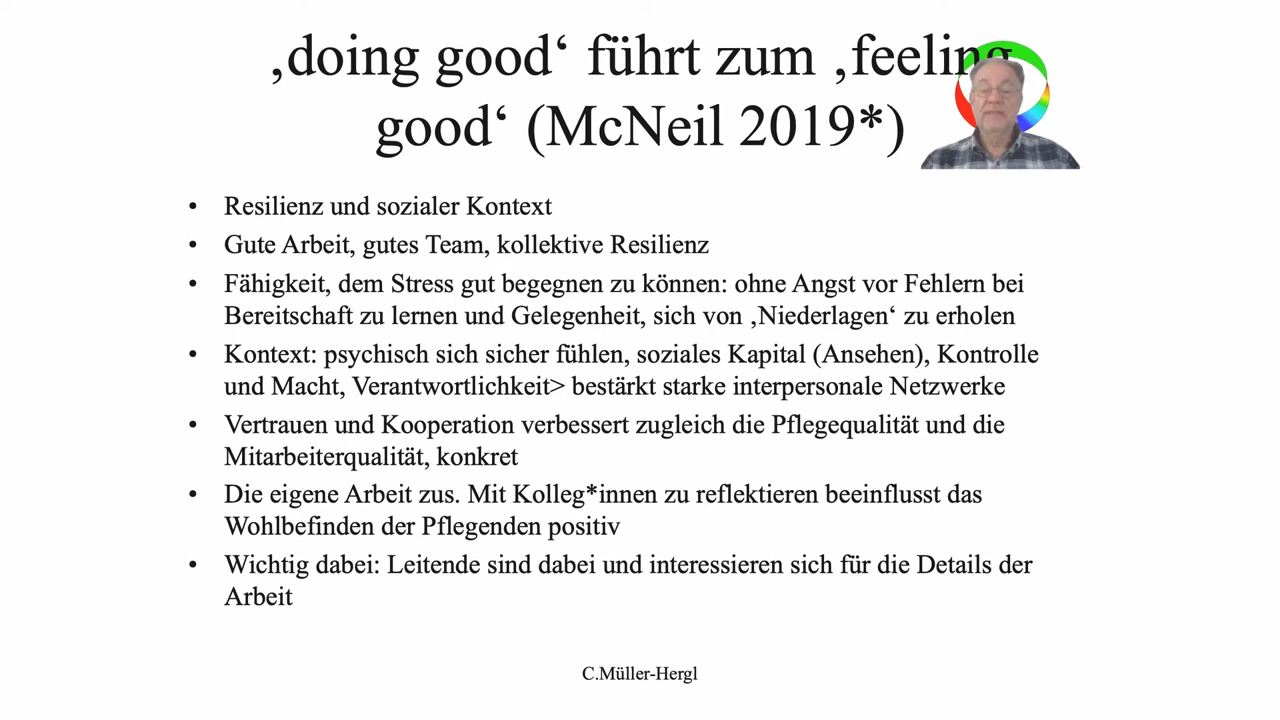 ‚doing good‘ führt zum ‚feeling
good‘ (McNeil 2019*)
• Resilienz und sozialer Kontext
• Gute Arbeit, gutes Team, kollektive Resilienz
• Fähigkeit, dem Stress gut begegnen zu können: ohne Angst vor Fehlern bei
Bereitschaft zu lernen und Gelegenheit, sich von ‚Niederlagen‘ zu erholen
• Kontext: psychisch sich sicher fühlen, soziales Kapital (Ansehen), Kontrolle
und Macht, Verantwortlichkeit> bestärkt starke interpersonale Netzwerke
• Vertrauen und Kooperation verbessert zugleich die Pflegequalität und die
Mitarbeiterqualität, konkret
• Die eigene Arbeit zus. Mit Kolleg*innen zu reflektieren beeinflusst das
Wohlbefinden der Pflegenden positiv
• Wichtig dabei: Leitende sind dabei und interessieren sich für die Details der
Arbeit
C.Müller-Hergl